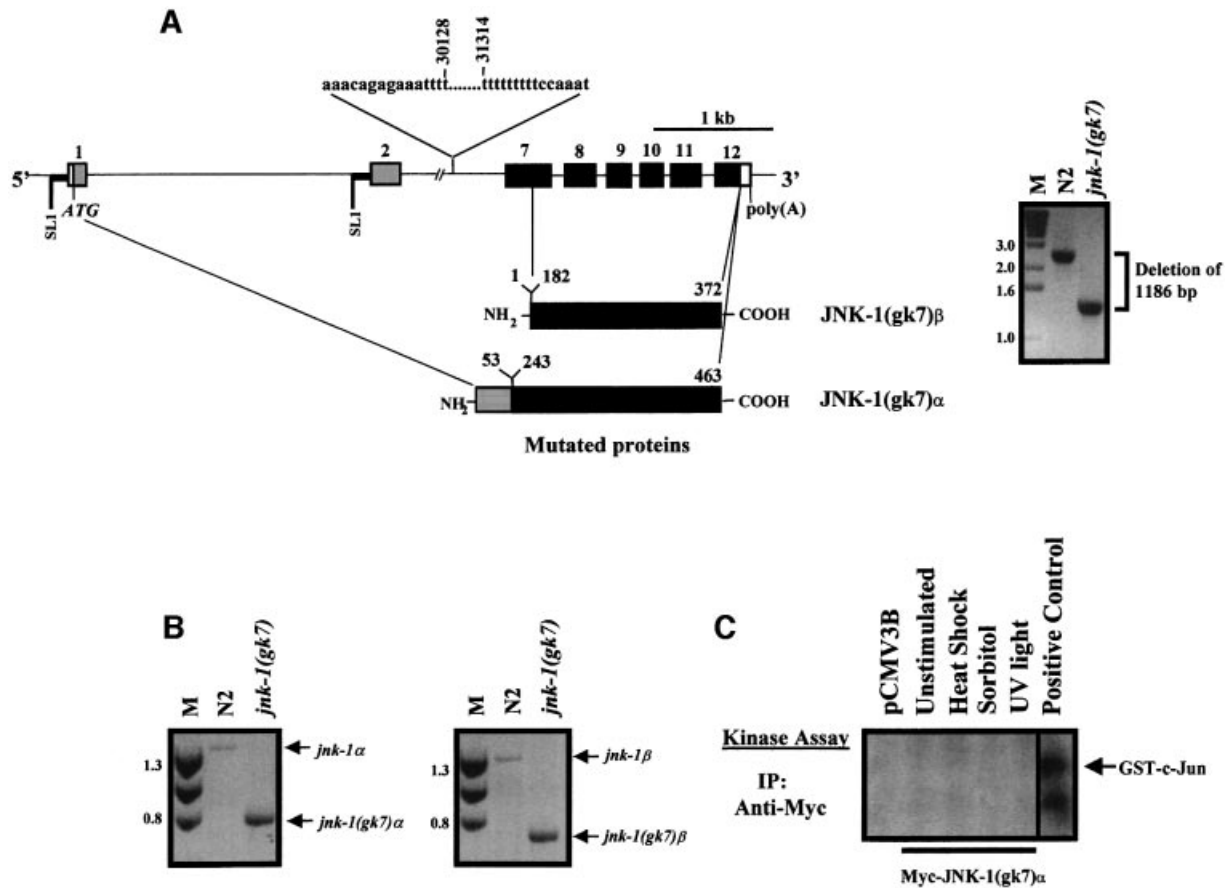 A
30128
31314
aaacagagaaatttt.......tttttttttccaaat
1 kb
1
2
7
8
9
10
11
12
5'
3'
//
SL1
ATG
SL1
poly(A)
1
182
372
NH2
COOH
JNK-1(gk7)β
53
243
463
NH2
COOH
JNK-1(gk7)α
Mutated proteins
M
N2
jnk-1(gk7)
3.0
2.0
1.6
1.0
Deletion of
1186 bp
B
M
N2
jnk-1(gk7)
1.3
0.8
jnk-1α
jnk-1(gk7)α
M
N2
jnk-1(gk7)
1.3
0.8
jnk-1β
jnk-1(gk7)β
C
pCMV3B
Unstimulated
Heat Shock
Sorbitol
UV light
Positive Control
Kinase Assay
IP:
Anti-Myc
GST-c-Jun
Myc-JNK-1(gk7)α